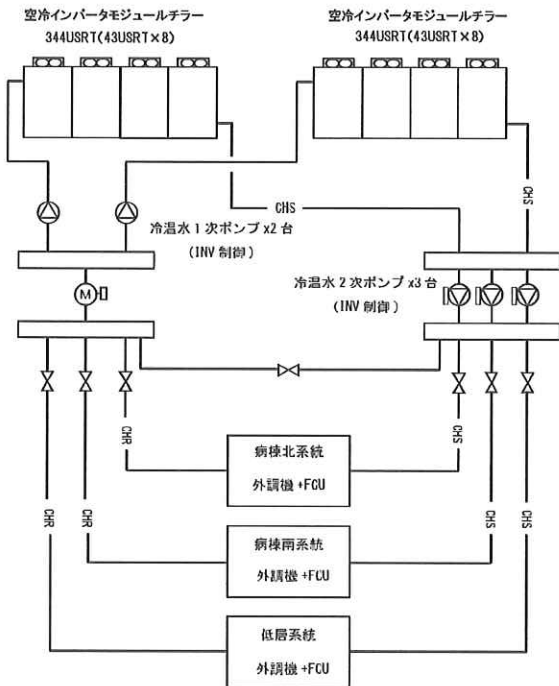 空冷インバータモジュールチラー
344USRT(43USRT×8)
空冷インバータモジュールチラー
344USRT(43USRT×8)
CHS
CHS
冷温水1次ポンプx2台
(INV制御)
冷温水2次ポンプx3台
(INV制御)
M
CHR
CHS
病棟北系統
外調機+FCU
CHR
CHR
CHS
CHS
病棟南系統
外調機+FCU
低層系統
外調機+FCU